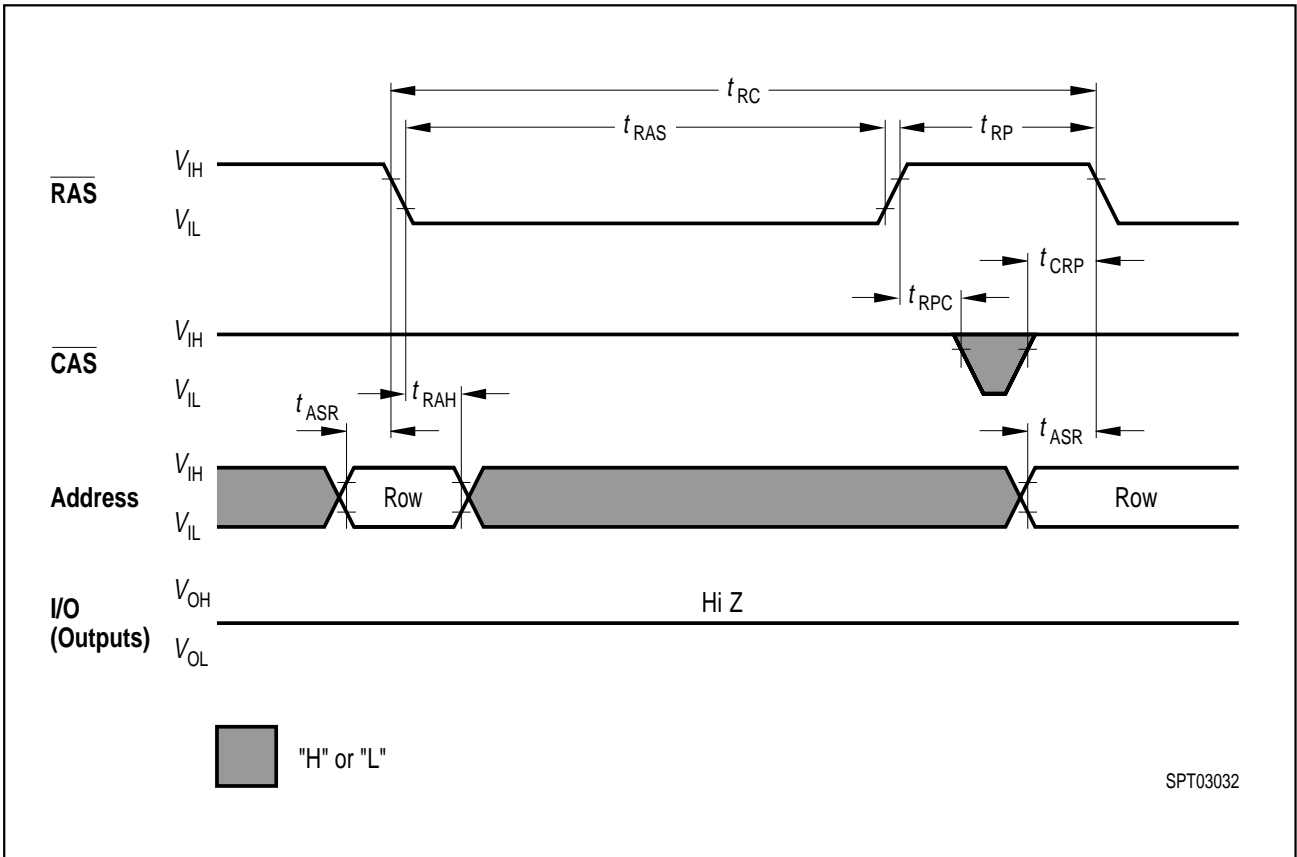 t RC
t RAS
t RP
V IH
RAS
V IL
t CRP
t RPC
V IH
CAS
V IL
t RAH
t ASR
t ASR
V IH
Address
Row
Row
V IL
V OH
Hi Z
I/O
(Outputs)
V OL
"H" or "L"
SPT03032